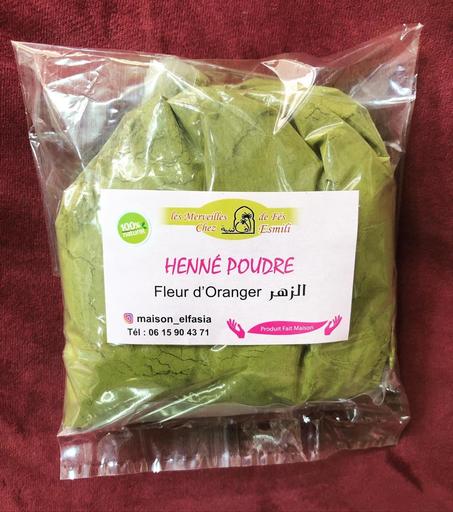 les Merveilles de Fès
Chez Esmili
100%
naturel
HENNÉ POUDRE
Fleur d'Oranger الزهر
maison_elfasia
Tél : 06 15 90 43 71
Produit Fait Maison